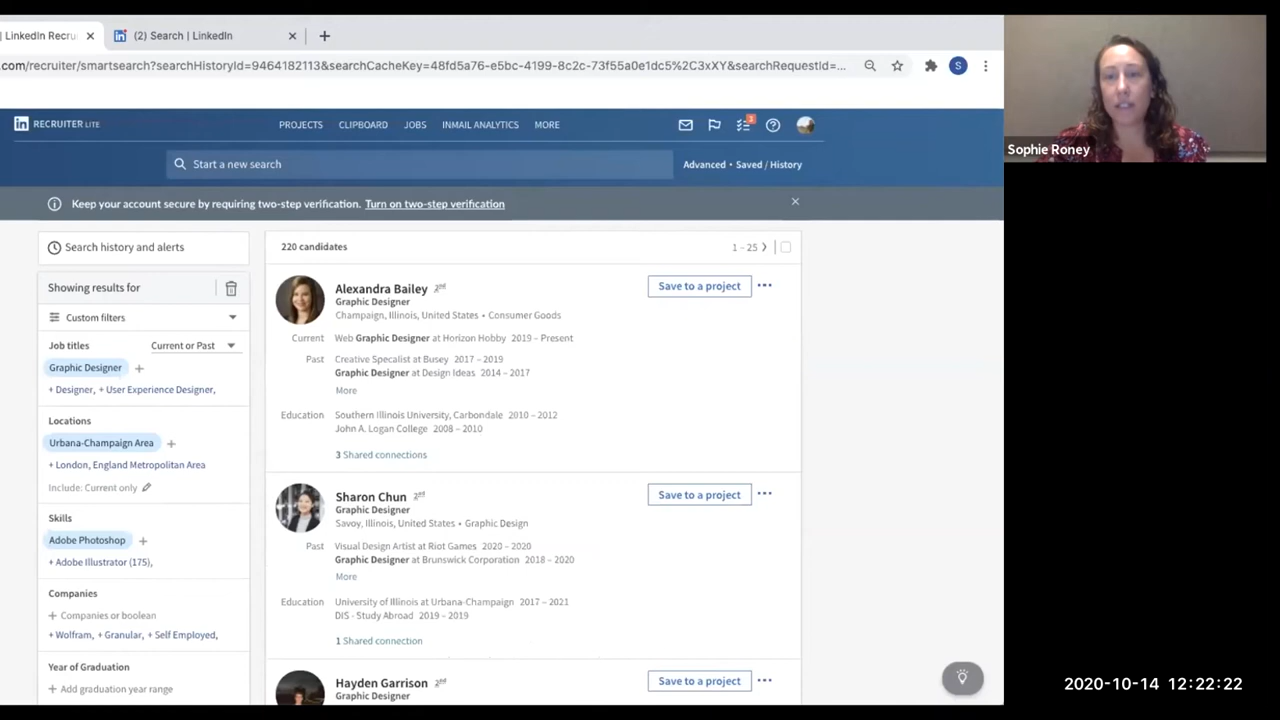 | LinkedIn Recru
(2) Search | LinkedIn
.com/recruiter/smartsearch?searchHistoryId=9464182113&searchCacheKey=48fd5a76-e5bc-4199-8c2c-73f55a0e1dc5%2C3xXY&searchRequestId=...
S
in RECRUITER LITE
PROJECTS CLIPBOARD JOBS INMAIL ANALYTICS MORE
3
Start a new search
Advanced • Saved / History
Keep your account secure by requiring two-step verification. Turn on two-step verification
Search history and alerts
Showing results for
Custom filters
Job titles Current or Past
Graphic Designer +
+ Designer, + User Experience Designer,
Locations
Urbana-Champaign Area +
+ London, England Metropolitan Area
Include: Current only
Skills
Adobe Photoshop +
+ Adobe Illustrator (175),
Companies
+ Companies or boolean
+ Wolfram, + Granular, + Self Employed,
Year of Graduation
+ Add graduation year range
220 candidates
1 – 25
Alexandra Bailey 2nd
Save to a project
Graphic Designer
Champaign, Illinois, United States • Consumer Goods
Current Web Graphic Designer at Horizon Hobby 2019 – Present
Past Creative Specalist at Busey 2017 – 2019
Graphic Designer at Design Ideas 2014 – 2017
More
Education Southern Illinois University, Carbondale 2010 – 2012
John A. Logan College 2008 – 2010
3 Shared connections
Sharon Chun 2nd
Save to a project
Graphic Designer
Savoy, Illinois, United States • Graphic Design
Past Visual Design Artist at Riot Games 2020 – 2020
Graphic Designer at Brunswick Corporation 2018 – 2020
More
Education University of Illinois at Urbana-Champaign 2017 – 2021
DIS - Study Abroad 2019 – 2019
1 Shared connection
Hayden Garrison 2nd
Save to a project
Graphic Designer
Sophie Roney
2020-10-14 12:22:22